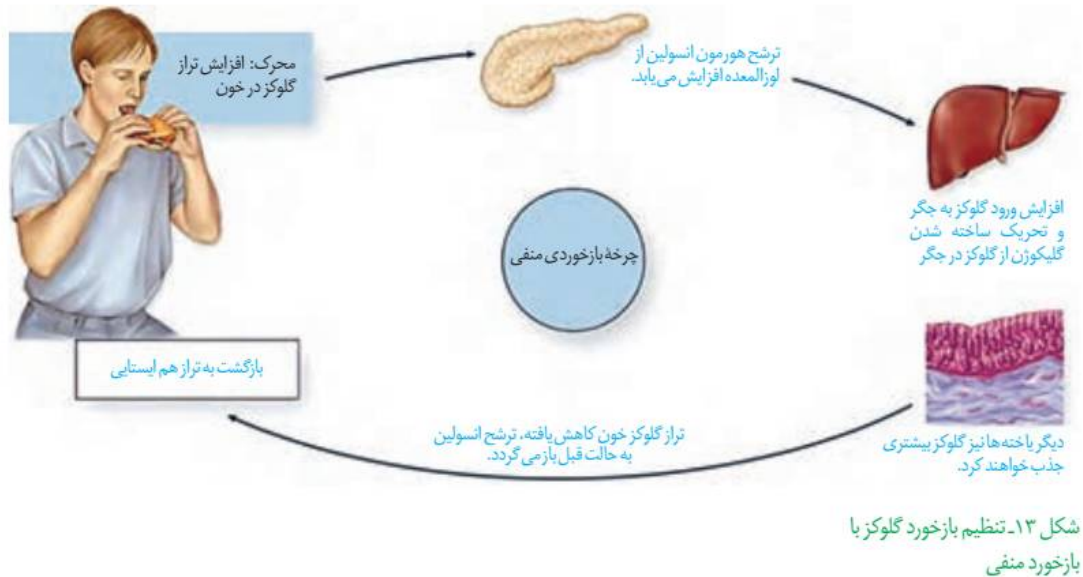 محرک: افزایش تراز
گلوکز در خون
ترشح هورمون انسولین از
لوزالمعده افزایش می‌یابد.
افزایش ورود گلوکز به جگر
و تحریک ساخته شدن
گلیکوژن از گلوکز در جگر
چرخهٔ بازخوردی منفی
دیگر یاخته‌ها نیز گلوکز بیشتری
جذب خواهند کرد.
تراز گلوکز خون کاهش یافته، ترشح انسولین
به حالت قبل باز می‌گردد.
بازگشت به تراز هم ایستایی
شکل ۱۳ـ تنظیم بازخورد گلوکز با
بازخورد منفی